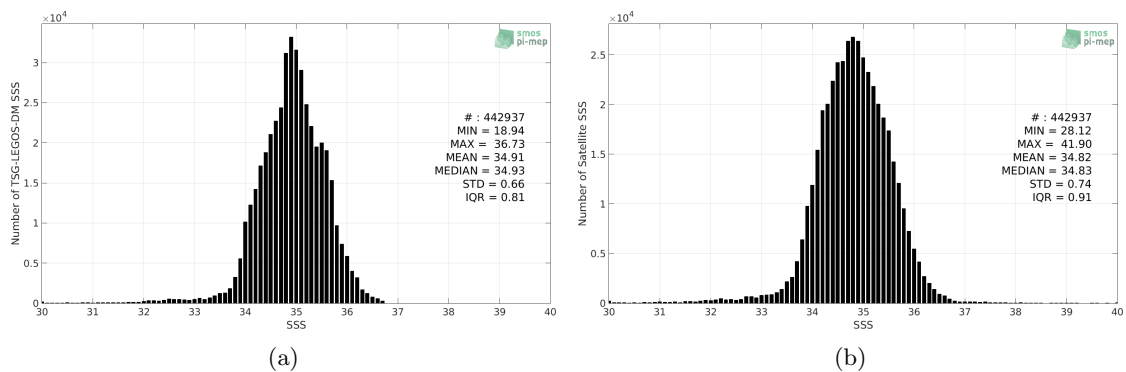 ×10⁴
3
2.5
2
1.5
1
0.5
0
30 31 32 33 34 35 36 37 38 39 40
SSS
Number of TSG-LEGOS-DM SSS
smos
pi-mep
# : 442937
MIN = 18.94
MAX = 36.73
MEAN = 34.91
MEDIAN = 34.93
STD = 0.66
IQR = 0.81
(a)
×10⁴
2.5
2
1.5
1
0.5
0
30 31 32 33 34 35 36 37 38 39 40
SSS
Number of Satellite SSS
smos
pi-mep
# : 442937
MIN = 28.12
MAX = 41.90
MEAN = 34.82
MEDIAN = 34.83
STD = 0.74
IQR = 0.91
(b)